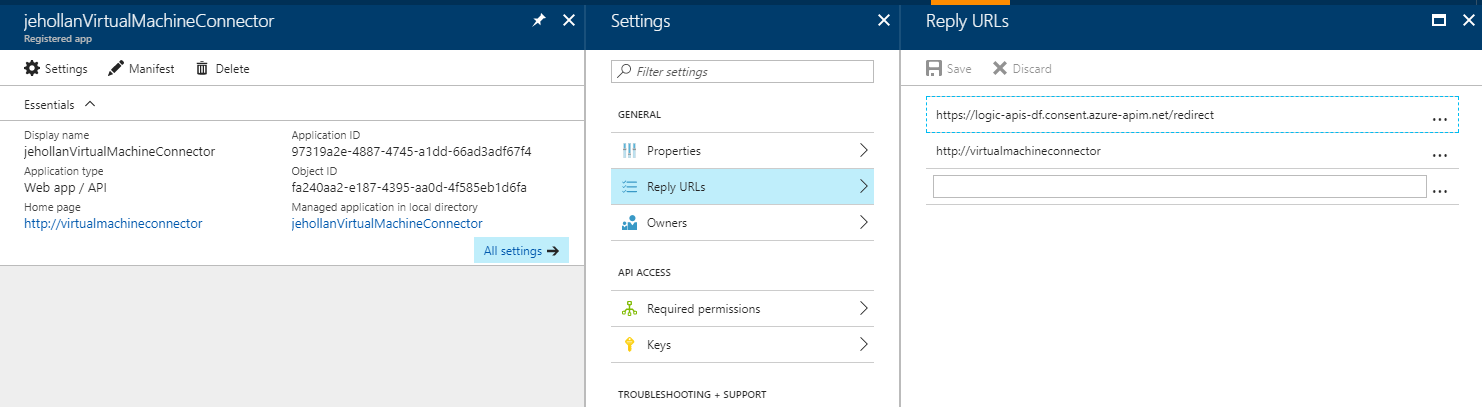 jehollanVirtualMachineConnector
Registered app
Settings
Manifest
Delete
Essentials
Display name
jehollanVirtualMachineConnector
Application type
Web app / API
Home page
http://virtualmachineconnector
Application ID
97319a2e-4887-4745-a1dd-66ad3adf67f4
Object ID
fa240aa2-e187-4395-aa0d-4f585eb1d6fa
Managed application in local directory
jehollanVirtualMachineConnector
All settings
Settings
Filter settings
GENERAL
Properties
Reply URLs
Owners
API ACCESS
Required permissions
Keys
TROUBLESHOOTING + SUPPORT
Reply URLs
Save
Discard
https://logic-apis-df.consent.azure-apim.net/redirect
...
http://virtualmachineconnector
...
...